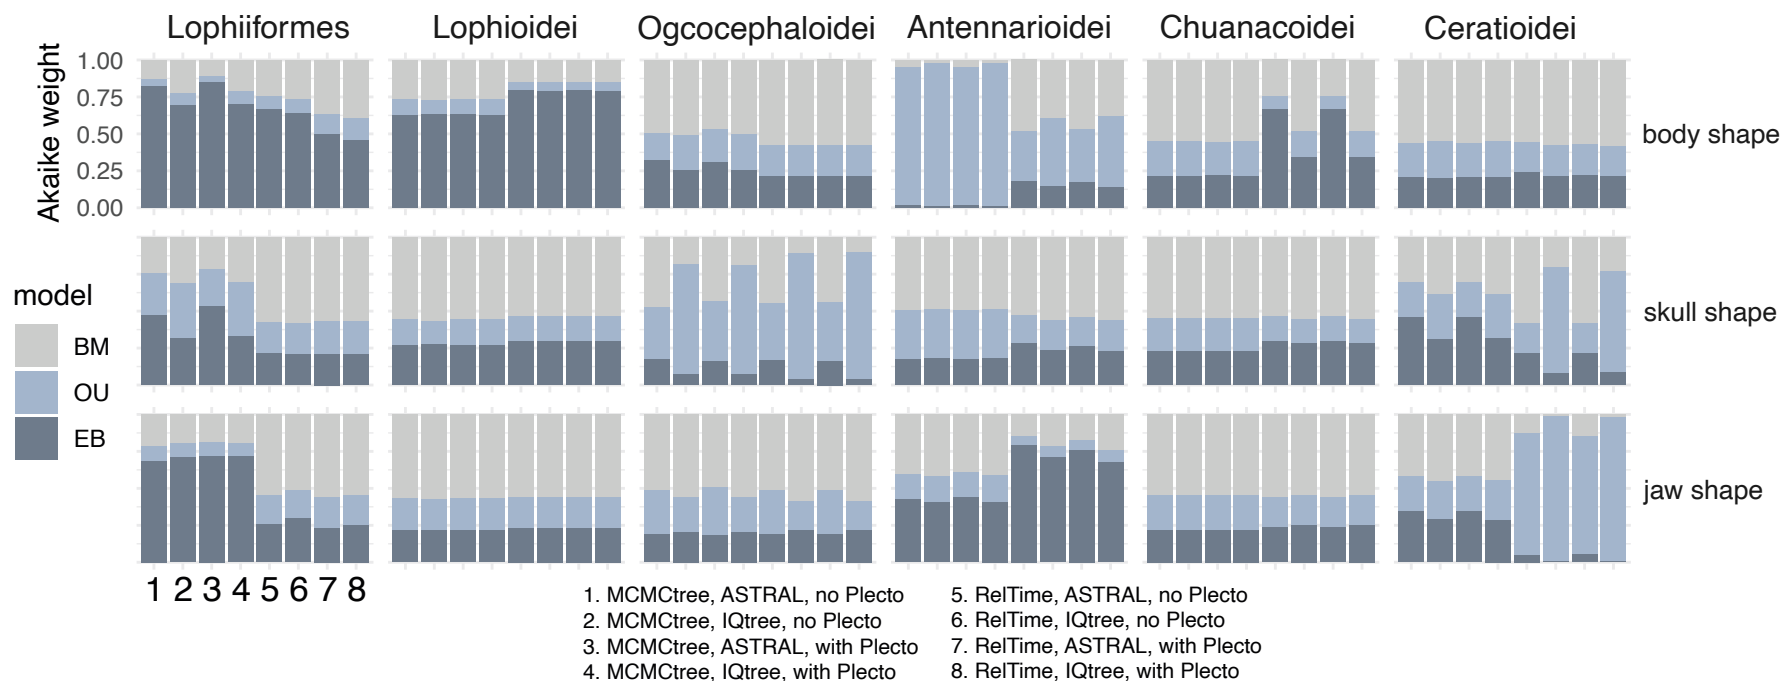 Lophiiformes Lophioidei Ogcocephaloidei Antennarioidei Chuanacoidei Ceratioidei
Akaike weight
1.00
0.75
0.50
0.25
0.00
body shape
model
BM
OU
EB
skull shape
jaw shape
1 2 3 4 5 6 7 8
1. MCMCtree, ASTRAL, no Plecto
2. MCMCtree, IQtree, no Plecto
3. MCMCtree, ASTRAL, with Plecto
4. MCMCtree, IQtree, with Plecto
5. RelTime, ASTRAL, no Plecto
6. RelTime, IQtree, no Plecto
7. RelTime, ASTRAL, with Plecto
8. RelTime, IQtree, with Plecto